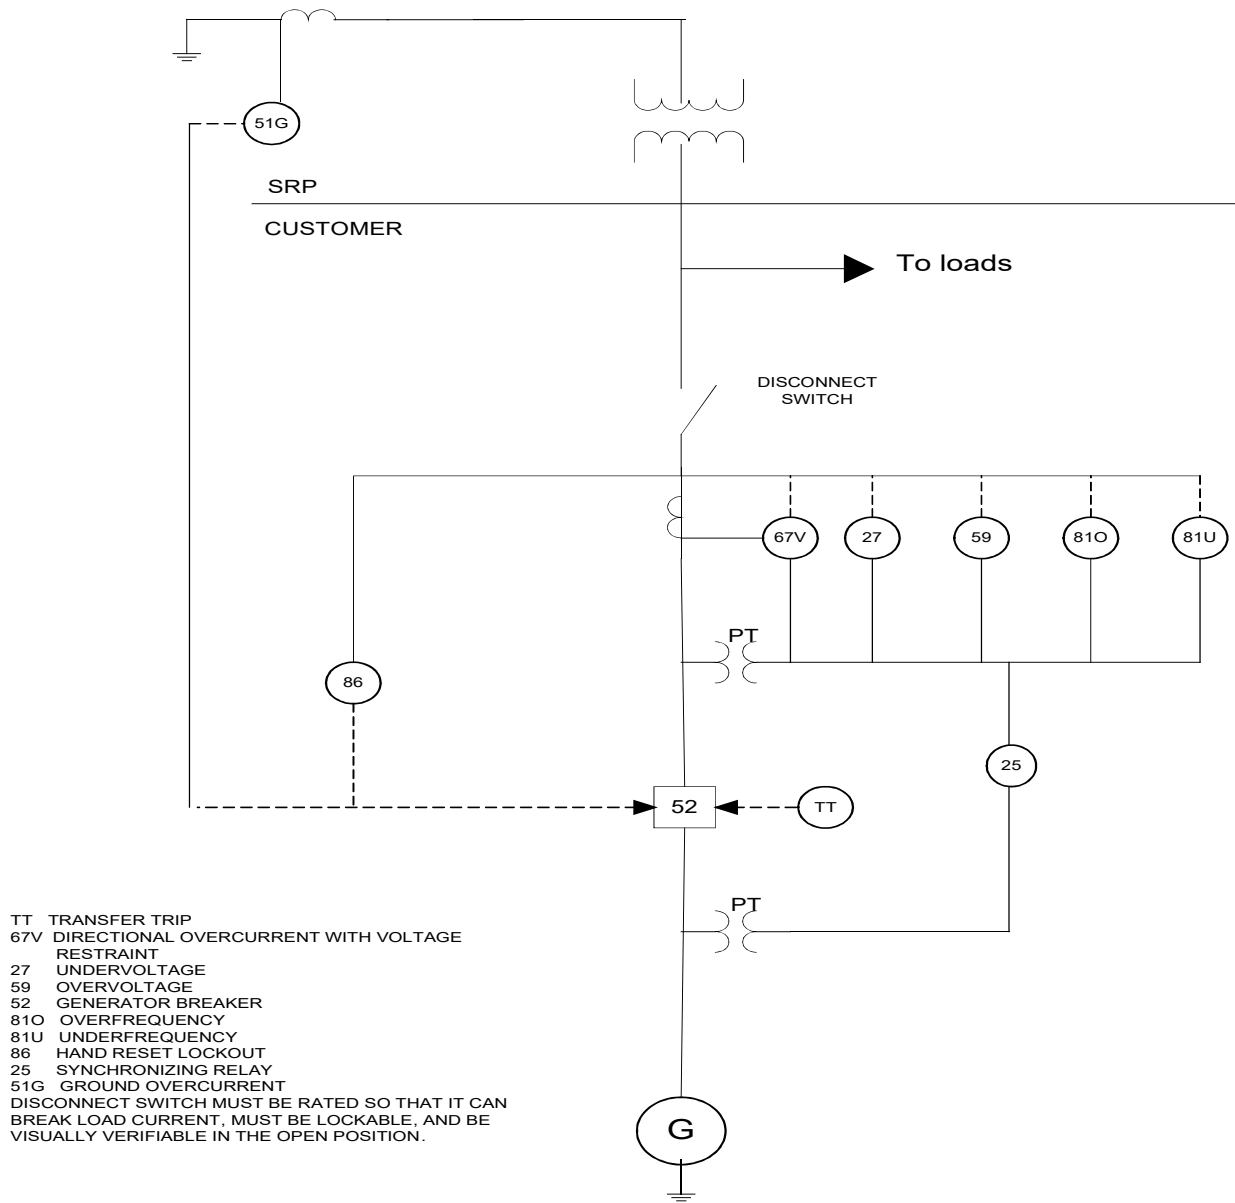 51G
SRP
CUSTOMER
To loads
DISCONNECT
SWITCH
67V
27
59
81O
81U
PT
86
25
52
TT
PT
TT TRANSFER TRIP
67V DIRECTIONAL OVERCURRENT WITH VOLTAGE
RESTRAINT
27 UNDERVOLTAGE
59 OVERVOLTAGE
52 GENERATOR BREAKER
81O OVERFREQUENCY
81U UNDERFREQUENCY
86 HAND RESET LOCKOUT
25 SYNCHRONIZING RELAY
51G GROUND OVERCURRENT
DISCONNECT SWITCH MUST BE RATED SO THAT IT CAN
BREAK LOAD CURRENT, MUST BE LOCKABLE, AND BE
VISUALLY VERIFIABLE IN THE OPEN POSITION.
G